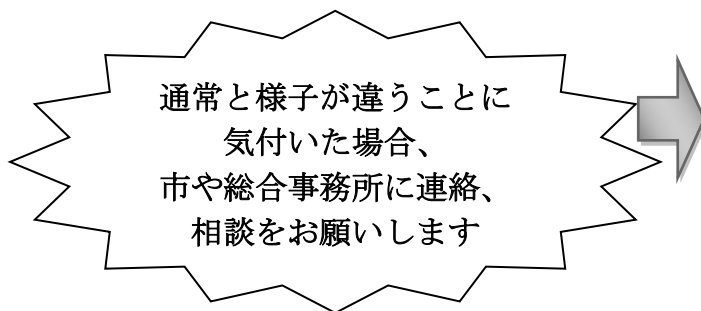 通常と様子が違うことに
気付いた場合、
市や総合事務所に連絡、
相談をお願いします